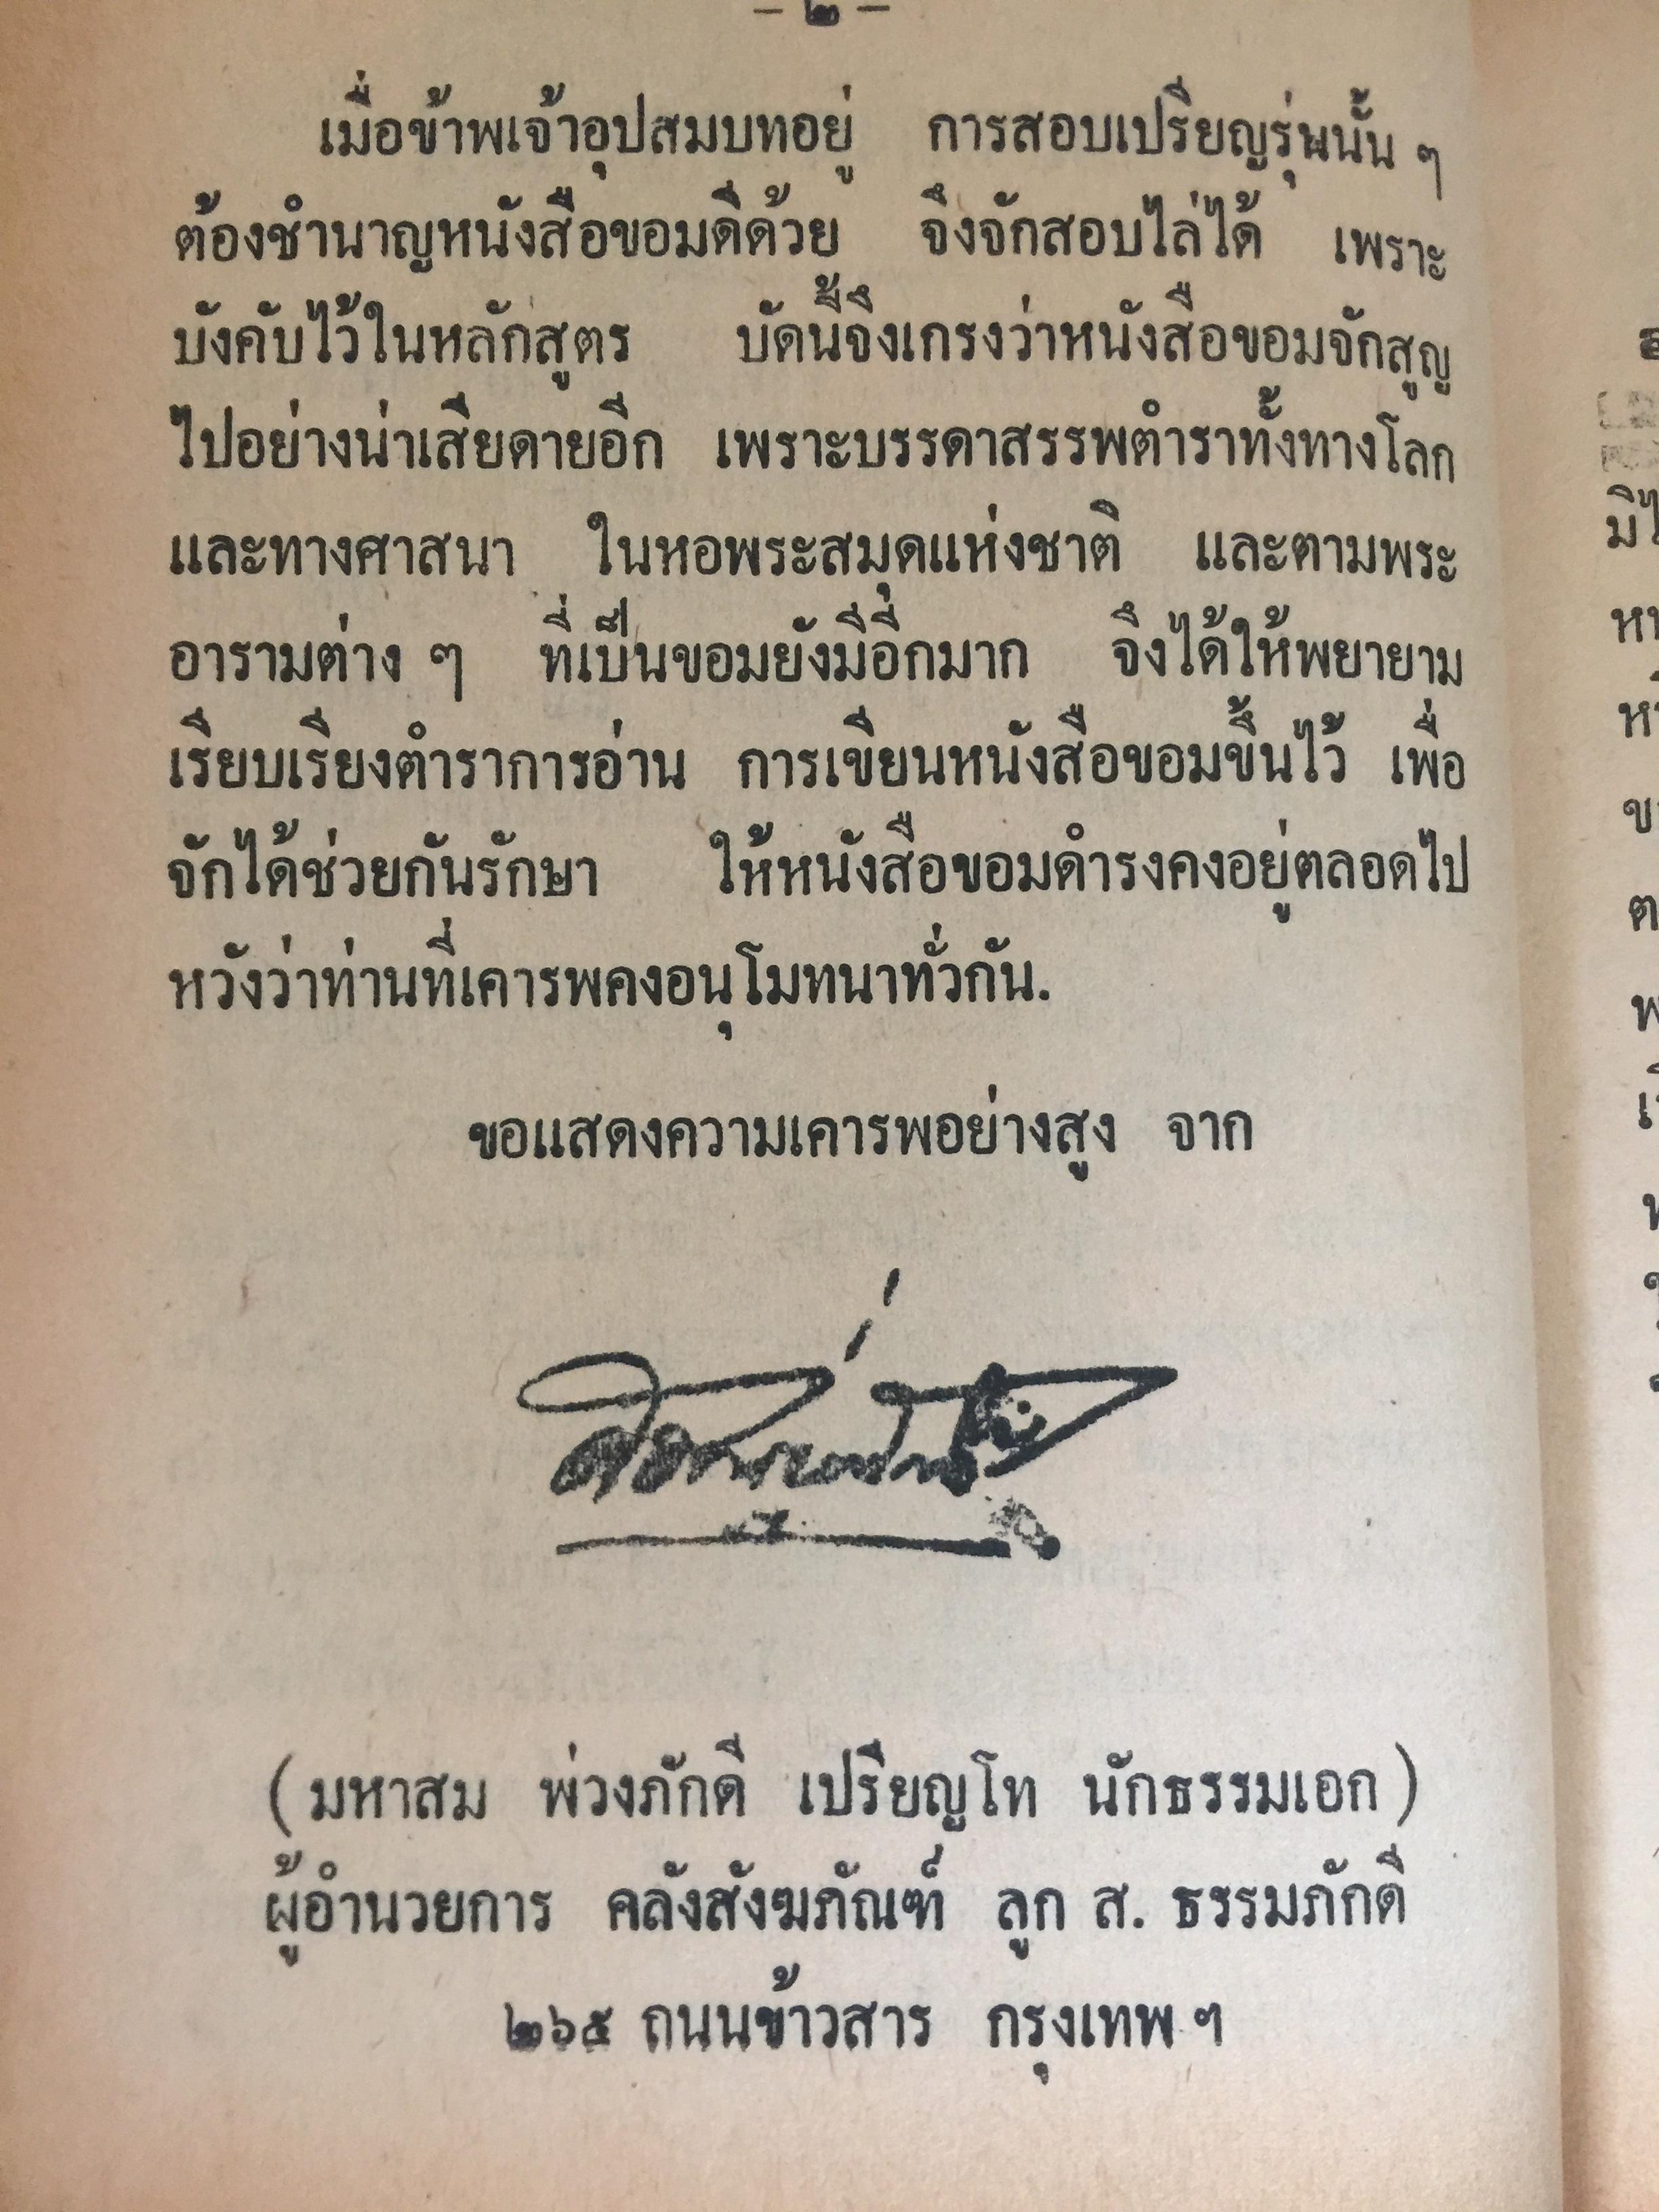 – ๒ –
เมื่อข้าพเจ้าอุปสมบทอยู่ การสอบเปรียญรุ่นนั้น ๆ
ต้องชำนาญหนังสือขอมดีด้วย จึงจักสอบไล่ได้ เพราะ
บังคับไว้ในหลักสูตร บัดนี้จึงเกรงว่าหนังสือขอมจักสูญ
ไปอย่างน่าเสียดายอีก เพราะบรรดาสรรพตำราทั้งทางโลก
และทางศาสนา ในหอพระสมุดแห่งชาติ และตามพระ
อารามต่าง ๆ ที่เป็นขอมยังมีอีกมาก จึงได้ให้พยายาม
เรียบเรียงตำราการอ่าน การเขียนหนังสือขอมขึ้นไว้ เพื่อ
จักได้ช่วยกันรักษา ให้หนังสือขอมดำรงคงอยู่ตลอดไป
หวังว่าท่านที่เคารพคงอนุโมทนาทั่วกัน.
ขอแสดงความเคารพอย่างสูง จาก
(มหาสม พ่วงภักดี เปรียญโท นักธรรมเอก)
ผู้อำนวยการ คลังสังฆภัณฑ์ ลูก ส. ธรรมภักดี
๒๖๕ ถนนข้าวสาร กรุงเทพ ฯ